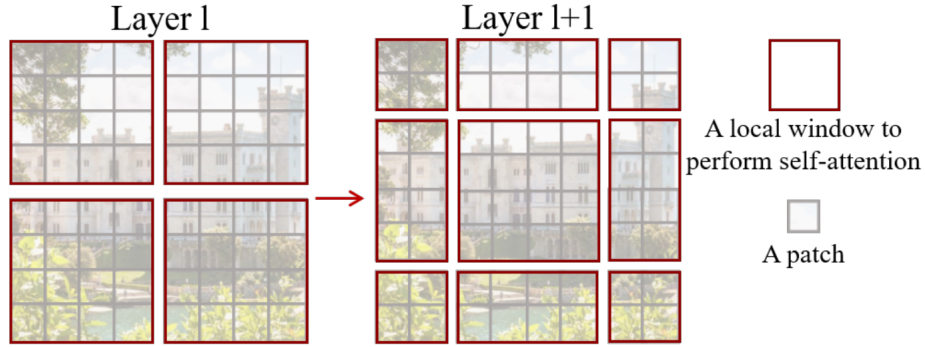 Layer l
Layer l+1
A local window to
perform self-attention
A patch